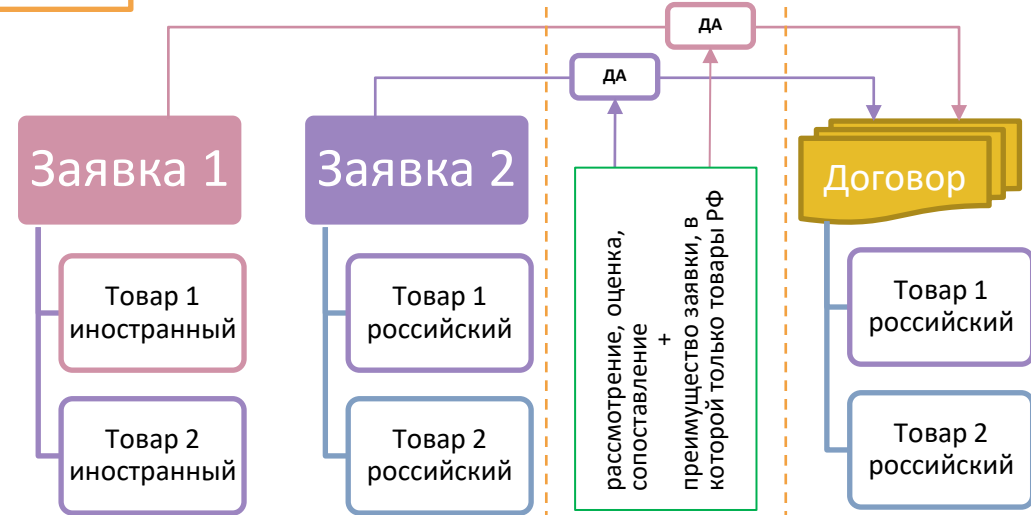 ДА
ДА
Заявка 1
Товар 1
иностранный
Товар 2
иностранный
Заявка 2
Товар 1
российский
Товар 2
российский
рассмотрение, оценка,
сопоставление
+
преимущество заявки, в
которой только товары РФ
Договор
Товар 1
российский
Товар 2
российский